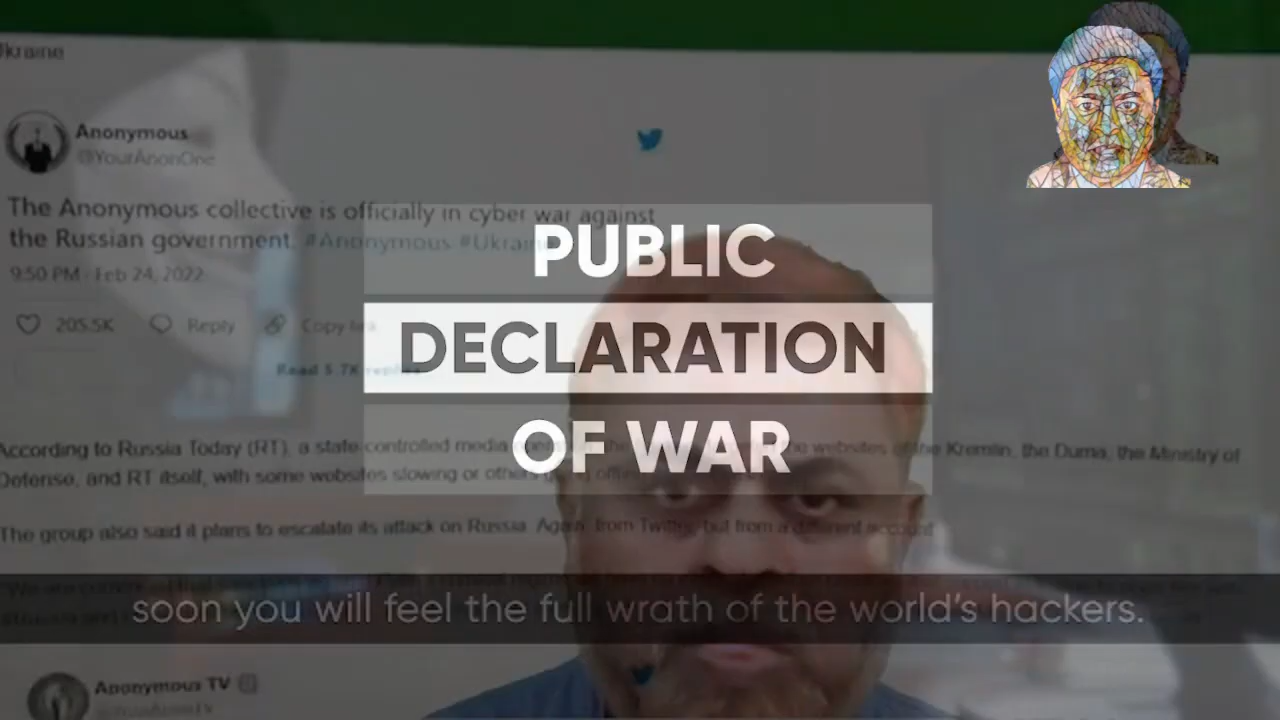 Ukraine
Anonymous
@YourAnonOne
The Anonymous collective is officially in cyber war against
the Russian government. #Anonymous #Ukraine
9:50 PM · Feb 24, 2022
205.5K Reply Copy
Read 5.7K
PUBLIC
DECLARATION
OF WAR
According to Russia Today (RT), a state-controlled media the websites of the Kremlin, the Duma, the Ministry of
Defense, and RT itself, with some websites slowing or others
The group also said it plans to escalate its attack on Russia. Again, from Twitter, but from a different account
soon you will feel the full wrath of the world's hackers.
Anonymous TV